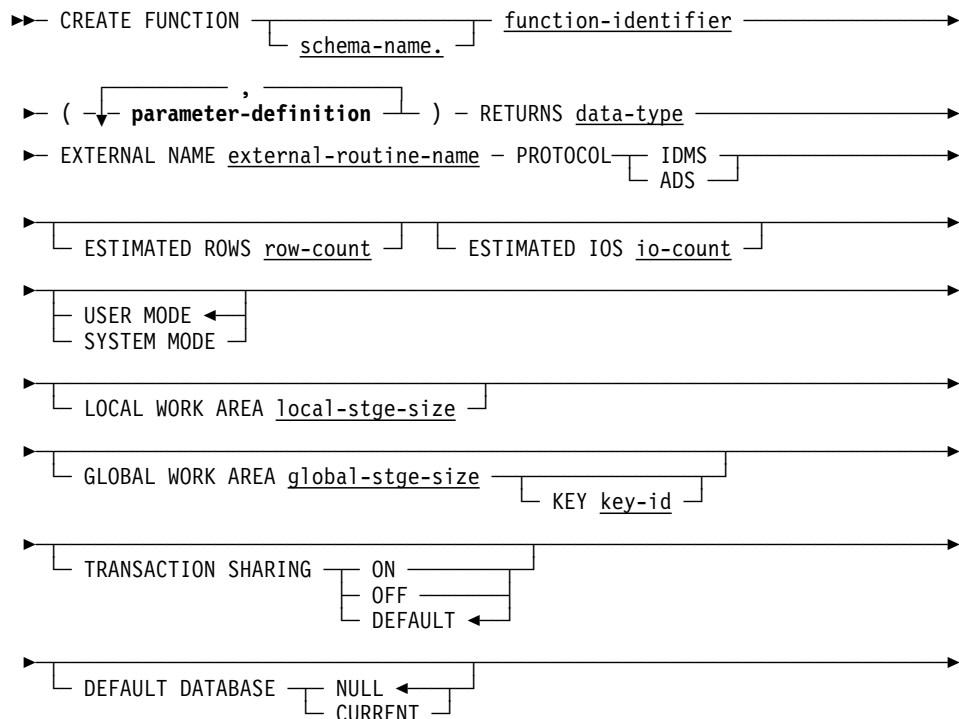 CREATE FUNCTION function-identifier
schema-name.
,
( parameter-definition ) - RETURNS data-type
EXTERNAL NAME external-routine-name - PROTOCOL IDMS
ADS
ESTIMATED ROWS row-count ESTIMATED IOS io-count
USER MODE
SYSTEM MODE
LOCAL WORK AREA local-stge-size
GLOBAL WORK AREA global-stge-size
KEY key-id
TRANSACTION SHARING ON
OFF
DEFAULT
DEFAULT DATABASE NULL
CURRENT